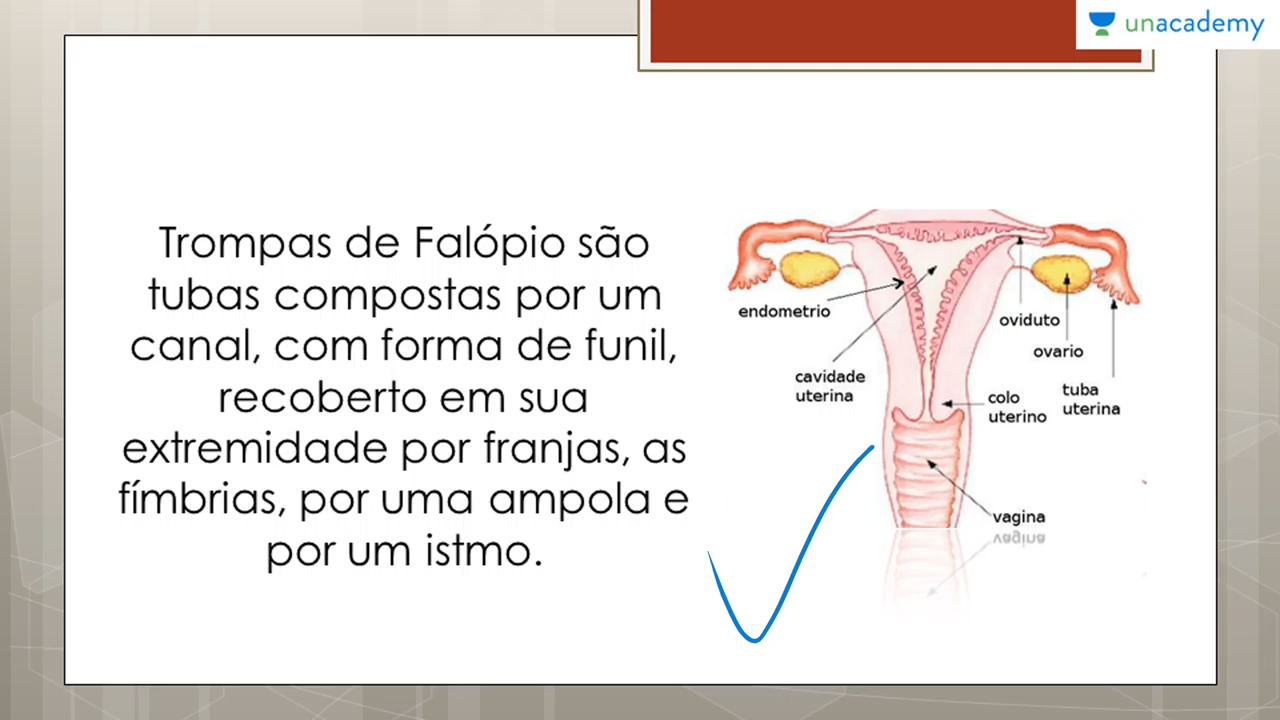 unacademy
Trompas de Falópio são
tubas compostas por um
canal, com forma de funil,
recoberto em sua
extremidade por franjas, as
fímbrias, por uma ampola e
por um istmo.
endometrio
cavidade
uterina
oviduto
ovario
tuba
uterina
colo
uterino
vagina
vagina